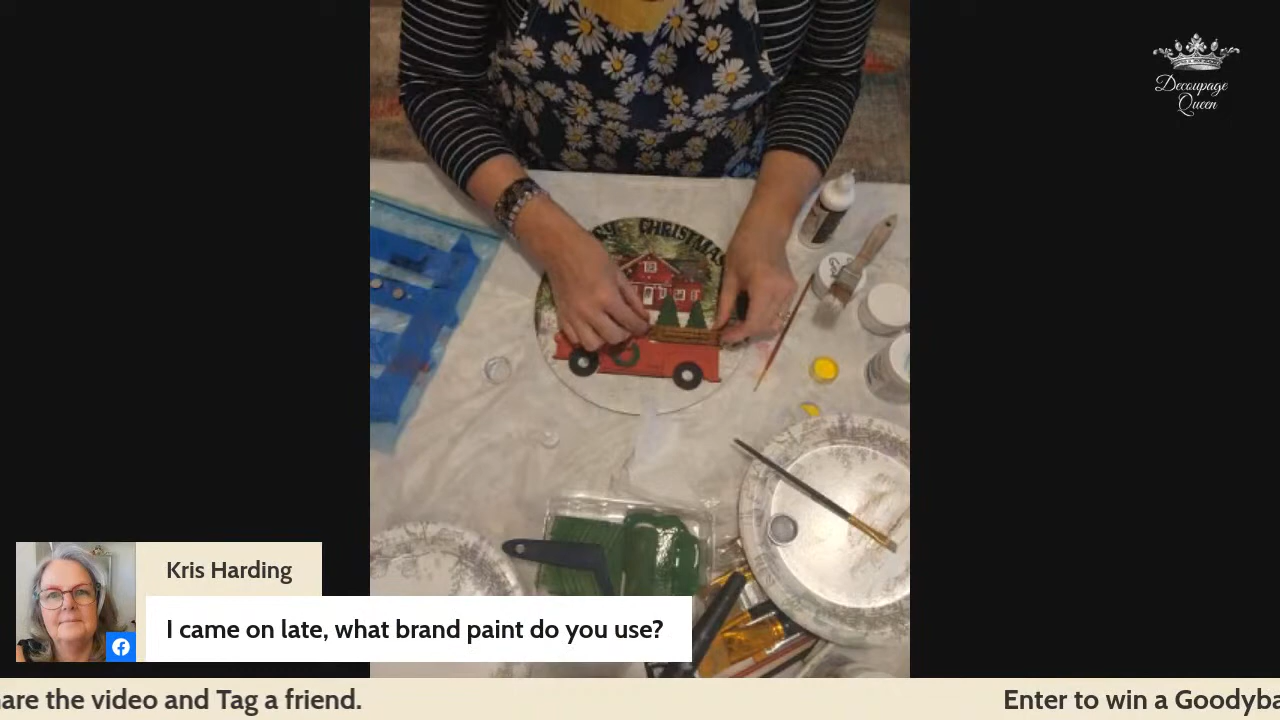 Decoupage
Queen
CHRISTMAS
Kris Harding
I came on late, what brand paint do you use?
are the video and Tag a friend.
Enter to win a Goodyba